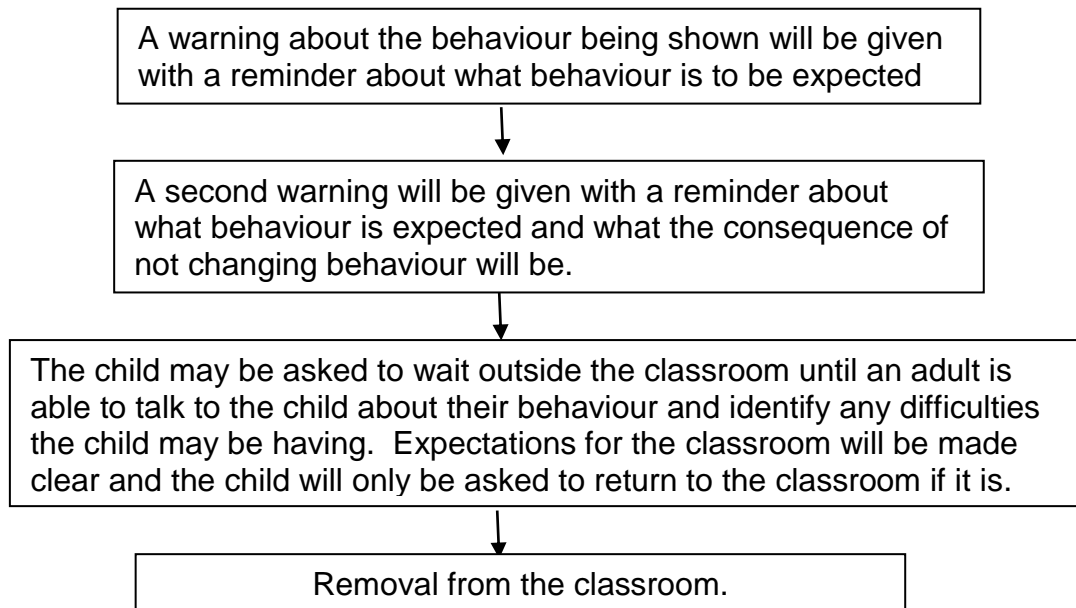 A warning about the behaviour being shown will be given
with a reminder about what behaviour is to be expected
A second warning will be given with a reminder about
what behaviour is expected and what the consequence of
not changing behaviour will be.
The child may be asked to wait outside the classroom until an adult is
able to talk to the child about their behaviour and identify any difficulties
the child may be having.  Expectations for the classroom will be made
clear and the child will only be asked to return to the classroom if it is.
Removal from the classroom.